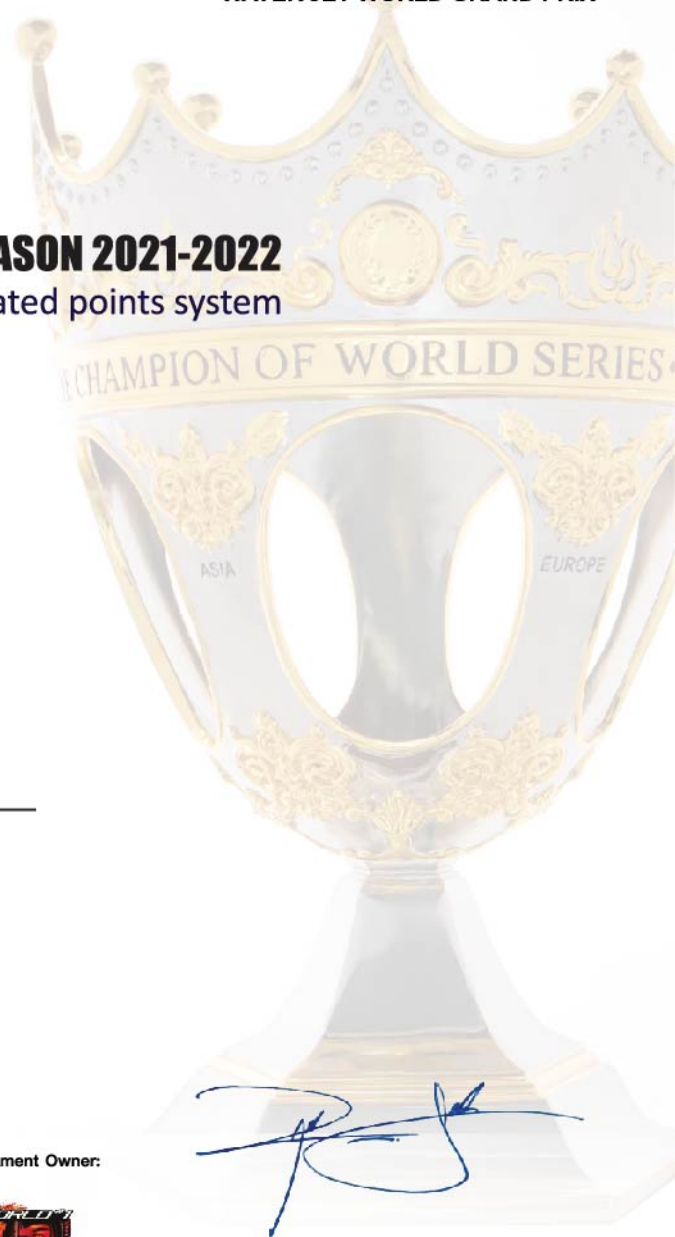 ASON 2021-2022
ated points system
CHAMPION OF WORLD SERIES
ASIA
EUROPE
ment Owner: